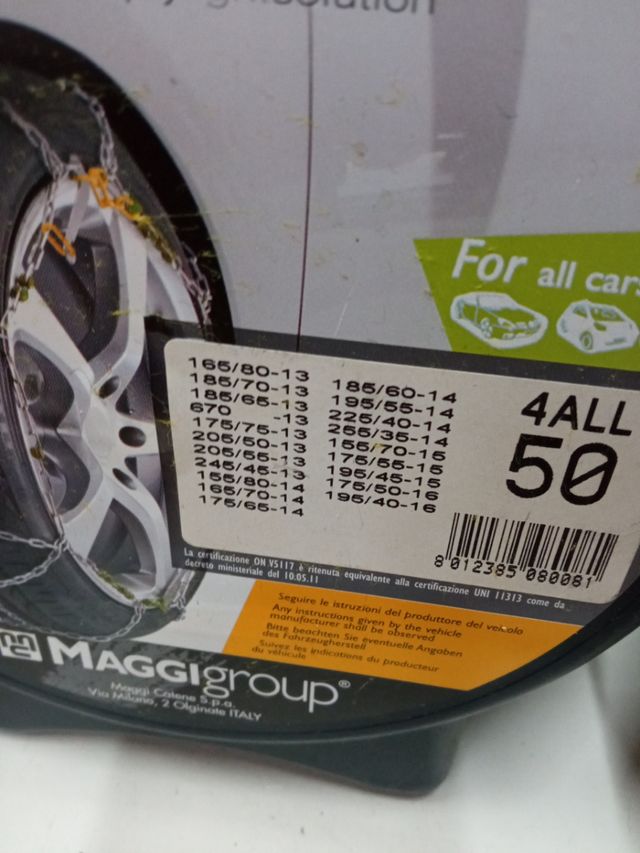 solution
For all cars
165/80-13
185/70-13
185/65-13
670 -13
175/75-13
205/50-13
205/55-13
245/45-13
155/80-14
165/70-14
175/65-14
185/60-14
195/55-14
225/40-14
255/35-14
155/70-15
175/55-15
195/45-15
175/50-16
195/40-16
4ALL
50
8 012385 080081
La certificazione ON V5117 è ritenuta equivalente alla certificazione UNI 11313 come da
decreto ministeriale del 10.05.11
Seguire le istruzioni del produttore del veicolo
Any instructions given by the vehicle
manufacturer shall be observed
Bitte beachten Sie eventuelle Angaben
des Fahrzeugherstell
Suivez les indications du producteur
du véhicule
MAGGIgroup®
Maggi Catene S.p.a.
Via Milano, 2 Olginate ITALY